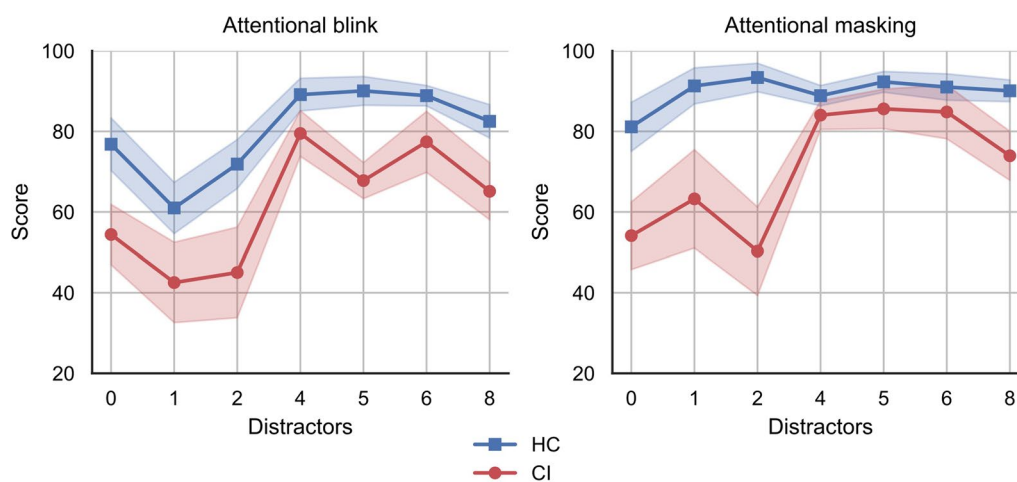 Attentional blink
100
80
60
40
20
Score
0 1 2 4 5 6 8
Distractors
Attentional masking
100
80
60
40
20
Score
0 1 2 4 5 6 8
Distractors
HC
CI